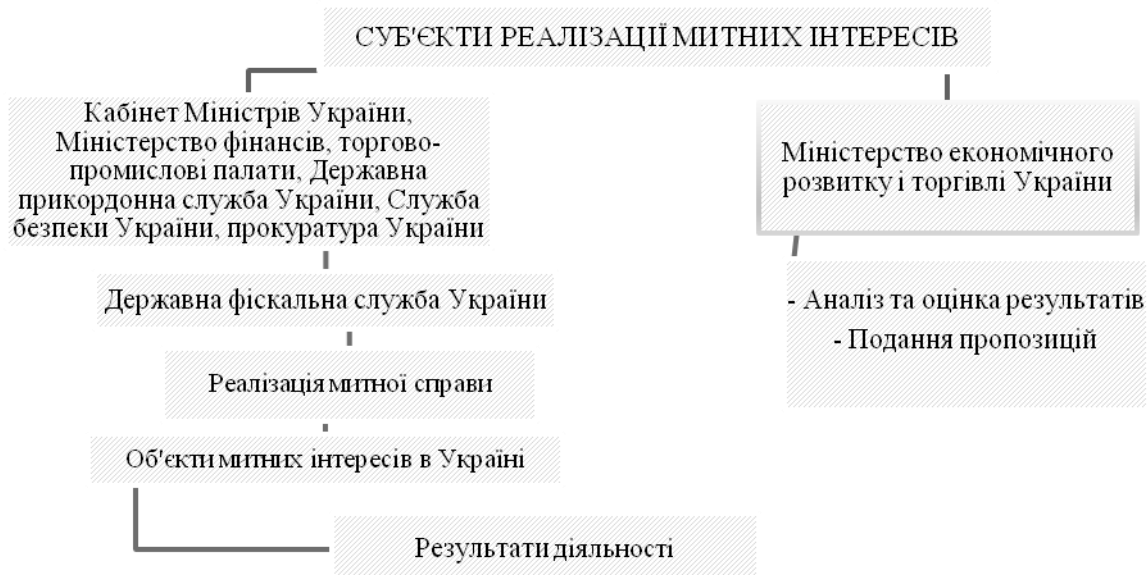 СУБ'ЄКТИ РЕАЛІЗАЦІЇ МИТНИХ ІНТЕРЕСІВ
Кабінет Міністрів України,
Міністерство фінансів, торгово-
промислові палати, Державна
прикордонна служба України, Служба
безпеки України, прокуратура України
Державна фіскальна служба України
Реалізація митної справи
Об'єкти митних інтересів в Україні
Результати діяльності
Міністерство економічного
розвитку і торгівлі України
- Аналіз та оцінка результатів
- Подання пропозицій